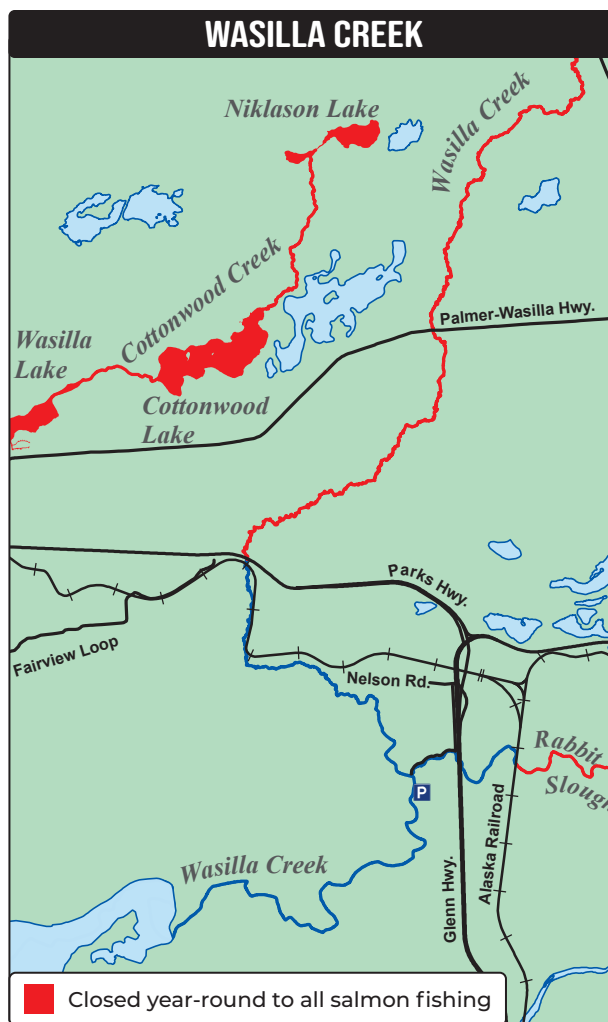 WASILLA CREEK
Niklason Lake
Wasilla Creek
Cottonwood Creek
Palmer-Wasilla Hwy.
Wasilla
Lake
Cottonwood
Lake
Parks Hwy.
Fairview Loop
Nelson Rd.
Rabbit
Slough
P
Alaska Railroad
Glenn Hwy.
Wasilla Creek
Closed year-round to all salmon fishing